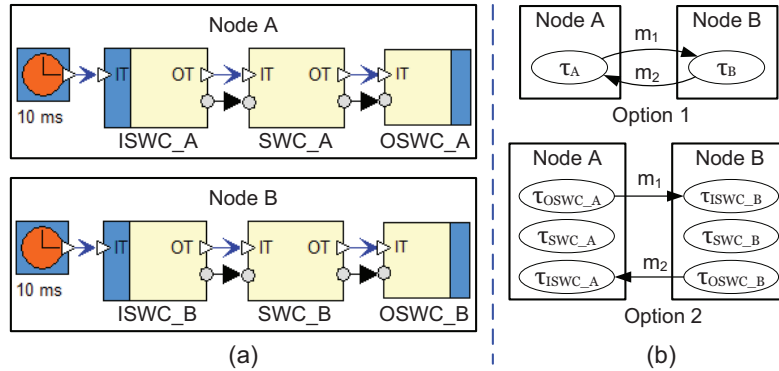 Node A
IT OT IT OT IT
10 ms
ISWC_A SWC_A OSWC_A
Node B
IT OT IT OT IT
10 ms
ISWC_B SWC_B OSWC_B
(a)
Node A Node B
m1
τA τB
m2
Option 1
Node A Node B
m1
τOSWC_A τISWC_B
τSWC_A τSWC_B
m2
τISWC_A τOSWC_B
Option 2
(b)